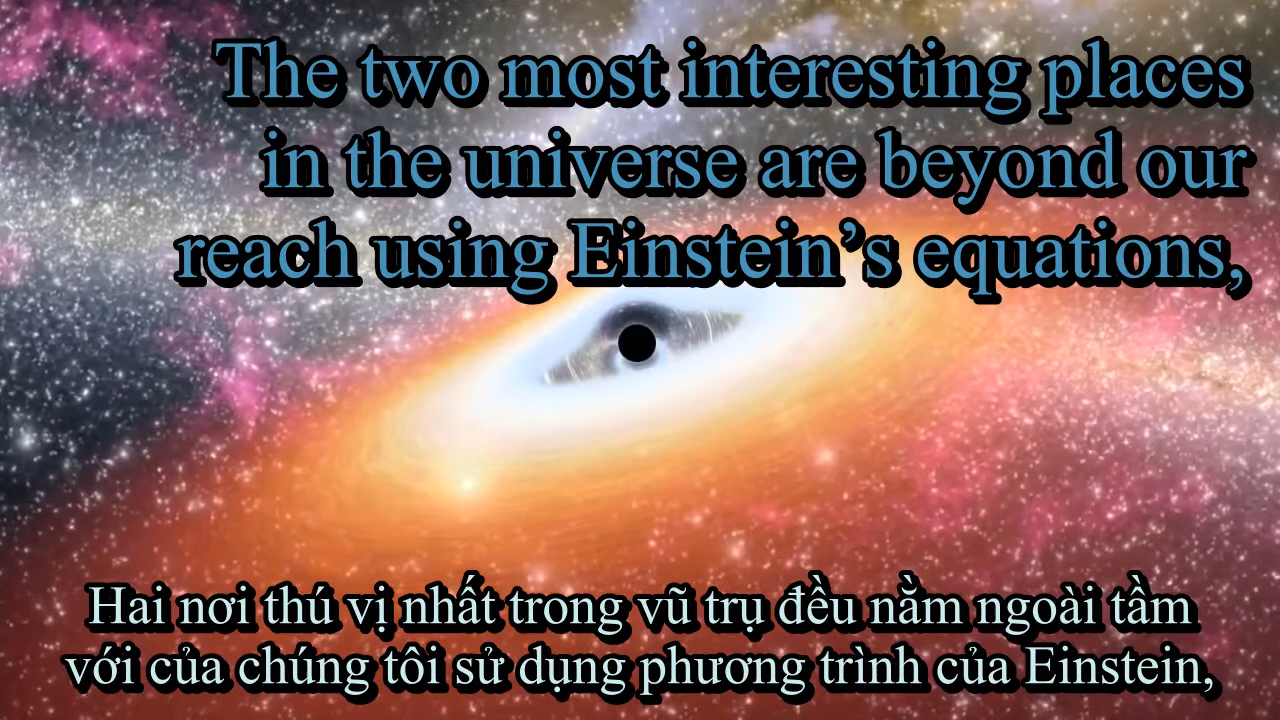 The two most interesting places
in the universe are beyond our
reach using Einstein’s equations,
Hai nơi thú vị nhất trong vũ trụ đều nằm ngoài tầm
với của chúng tôi sử dụng phương trình của Einstein,